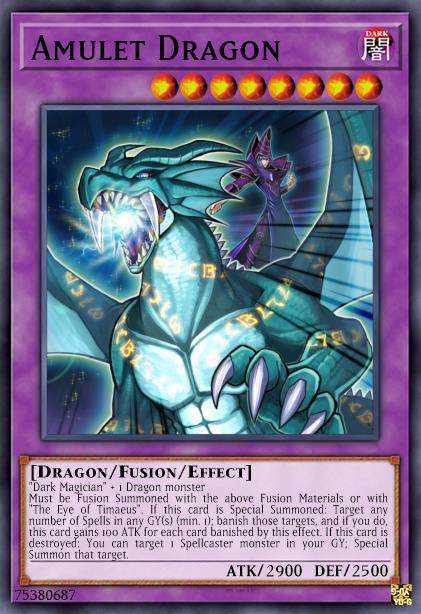 Amulet Dragon
DARK
闇
[Dragon/Fusion/Effect]
"Dark Magician" + 1 Dragon monster
Must be Fusion Summoned with the above Fusion Materials or with
"The Eye of Timaeus". If this card is Special Summoned: Target any
number of Spells in any GY(s) (min. 1); banish those targets, and if you do,
this card gains 100 ATK for each card banished by this effect. If this card is
destroyed: You can target 1 Spellcaster monster in your GY; Special
Summon that target.
ATK/2900 DEF/2500
75380687